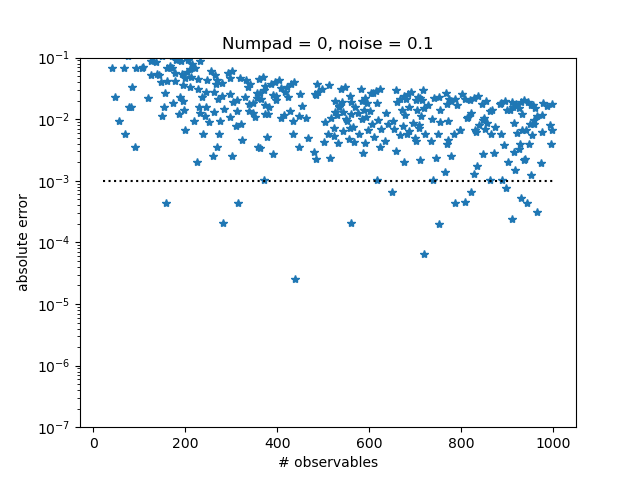 Numpad = 0, noise = 0.1
10⁻¹
10⁻²
10⁻³
10⁻⁴
10⁻⁵
10⁻⁶
10⁻⁷
absolute error
0 200 400 600 800 1000
# observables